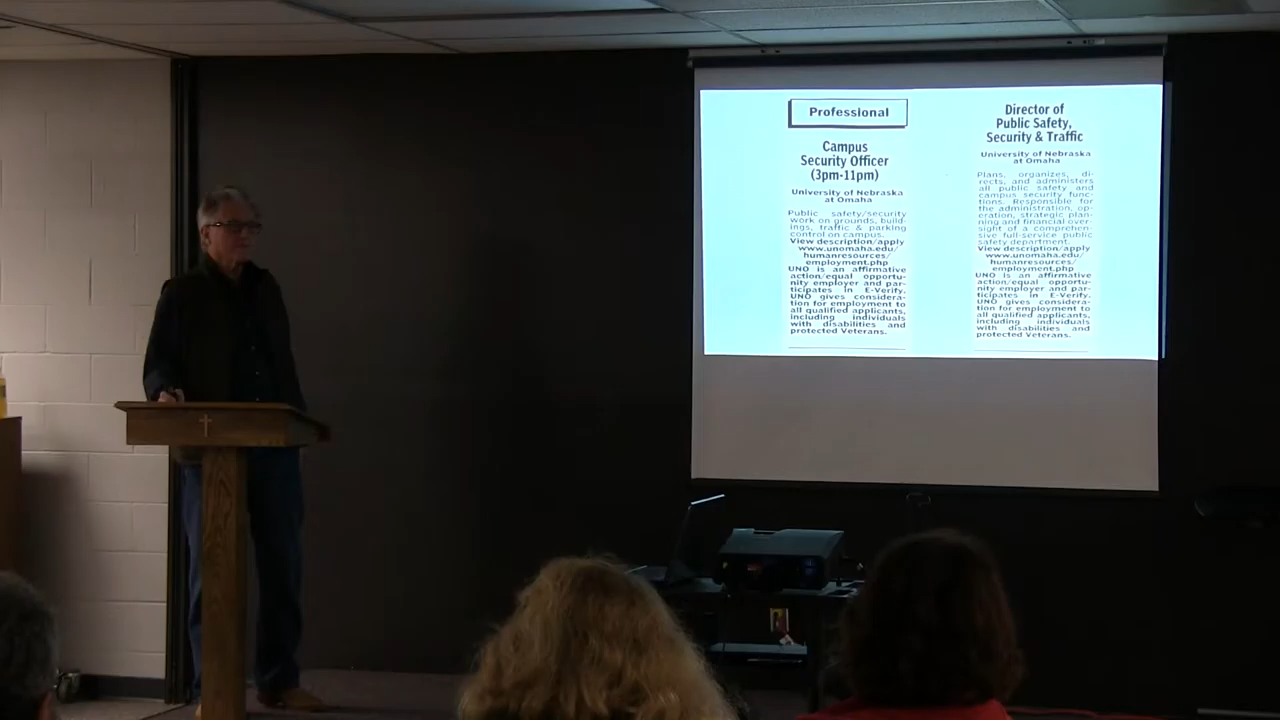 Professional
Campus
Security Officer
(3pm-11pm)
University of Nebraska
at Omaha
Public safety/security
work on grounds, build-
ings, traffic & parking
control on campus.
View description/apply
www.unomaha.edu/
humanresources/
employment.php
UNO is an affirmative
action/equal opportu-
nity employer and par-
ticipates in E-Verify.
UNO gives considera-
tion for employment to
all qualified applicants,
including individuals
with disabilities and
protected Veterans.
Director of
Public Safety,
Security & Traffic
University of Nebraska
at Omaha
Plans, organizes, di-
rects, and administers
all public safety and
campus security func-
tions. Responsible for
the administration, op-
eration, strategic plan-
ning and financial over-
sight of a comprehen-
sive full-service public
safety department.
View description/apply
www.unomaha.edu/
humanresources/
employment.php
UNO is an affirmative
action/equal opportu-
nity employer and par-
ticipates in E-Verify.
UNO gives considera-
tion for employment to
all qualified applicants,
including individuals
with disabilities and
protected Veterans.